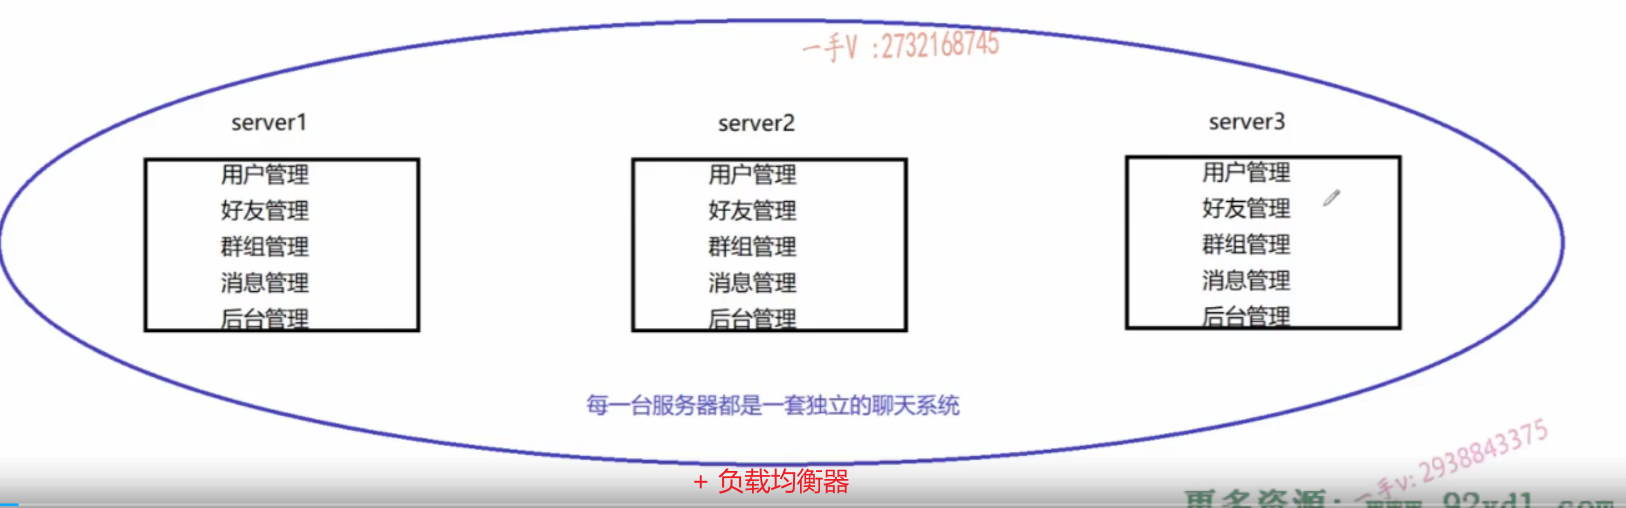 一手V :2732168745
server1
用户管理
好友管理
群组管理
消息管理
后台管理
server2
用户管理
好友管理
群组管理
消息管理
后台管理
server3
用户管理
好友管理
群组管理
消息管理
后台管理
每一台服务器都是一套独立的聊天系统
+ 负载均衡器
一手v: 2938843375
更多资源: